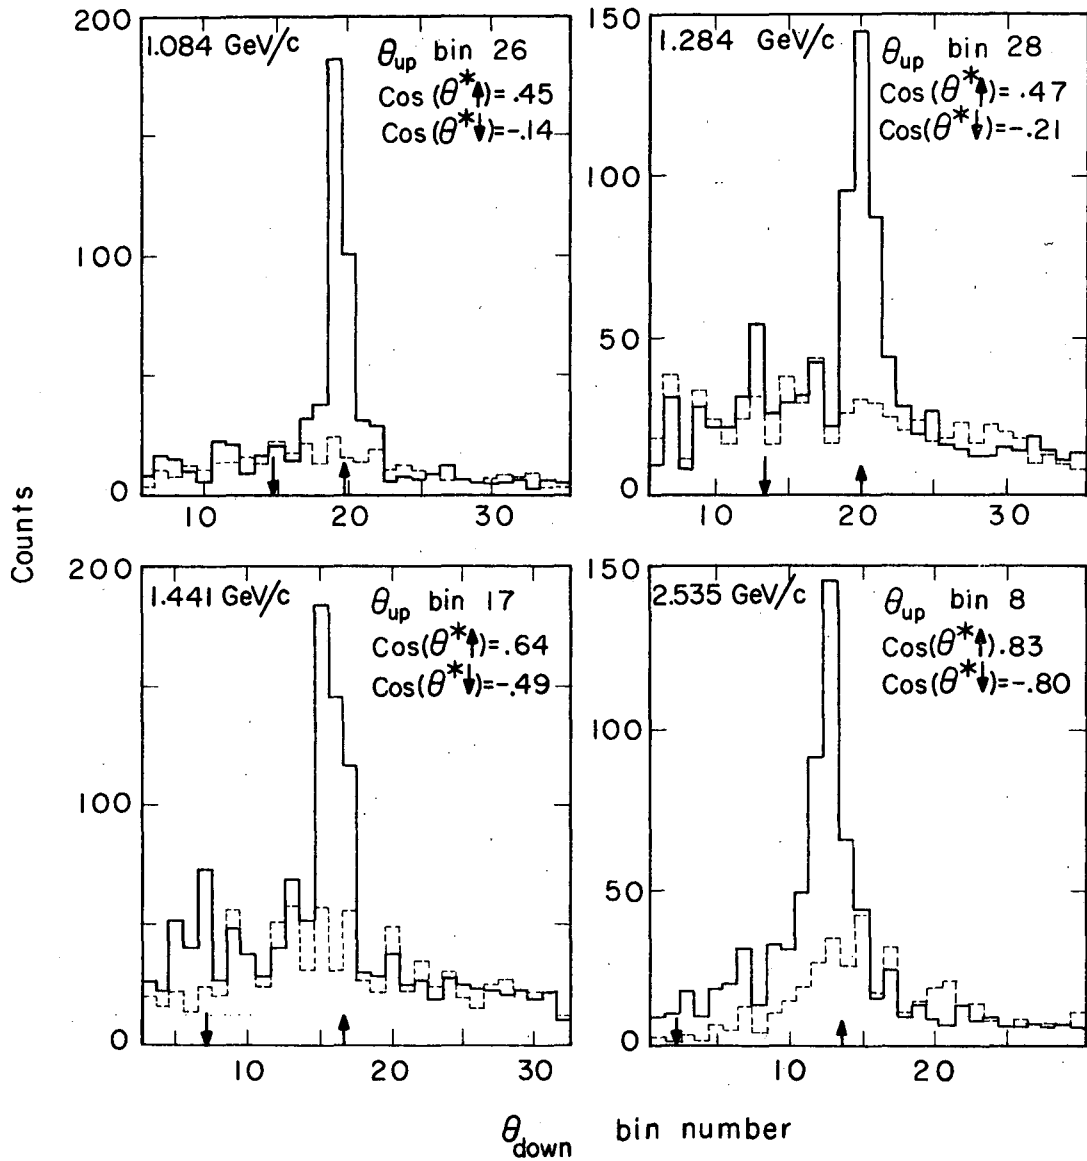 200
1.084 GeV/c
θup bin 26
Cos(θ*↑)=.45
Cos(θ*↓)=-.14
100
0
10
20
30
150
1.284 GeV/c
θup bin 28
Cos(θ*↑)=.47
Cos(θ*↓)=-.21
100
50
0
10
20
30
Counts
200
1.441 GeV/c
θup bin 17
Cos(θ*↑)=.64
Cos(θ*↓)=-.49
100
0
10
20
30
150
2.535 GeV/c
θup bin 8
Cos(θ*↑).83
Cos(θ*↓)=-.80
100
50
0
10
20
θdown bin number